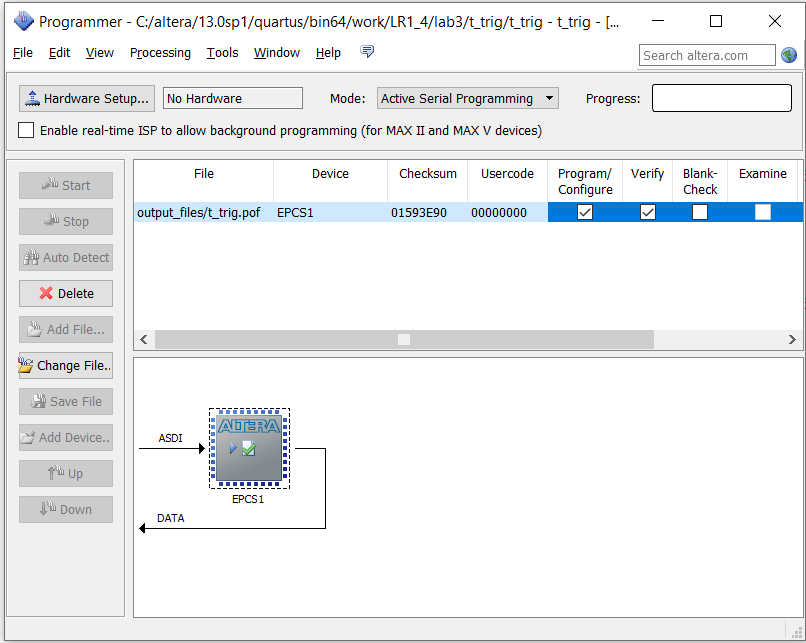 Programmer - C:/altera/13.0sp1/quartus/bin64/work/LR1_4/lab3/t_trig/t_trig - t_trig - [...
File Edit View Processing Tools Window Help
Search altera.com
Hardware Setup... No Hardware Mode: Active Serial Programming Progress:
Enable real-time ISP to allow background programming (for MAX II and MAX V devices)
Start
Stop
Auto Detect
Delete
Add File...
Change File..
Save File
Add Device..
Up
Down
File Device Checksum Usercode Program/ Verify Blank- Examine
Configure Check
output_files/t_trig.pof EPCS1 01593E90 00000000
ASDI
ALTERA
EPCS1
DATA